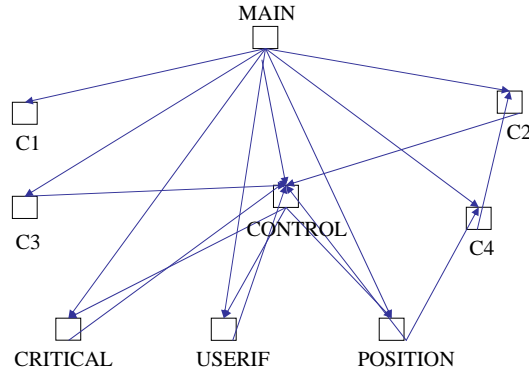 MAIN
C1
C2
C3
CONTROL
C4
CRITICAL
USERIF
POSITION